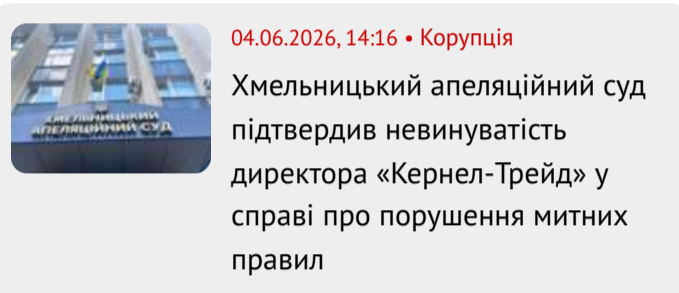 04.06.2026, 14:16 • Корупція
Хмельницький апеляційний суд
підтвердив невинуватість
директора «Кернел-Трейд» у
справі про порушення митних
правил
ХМЕЛЬНИЦЬКИЙ
АПЕЛЯЦІЙНИЙ СУД